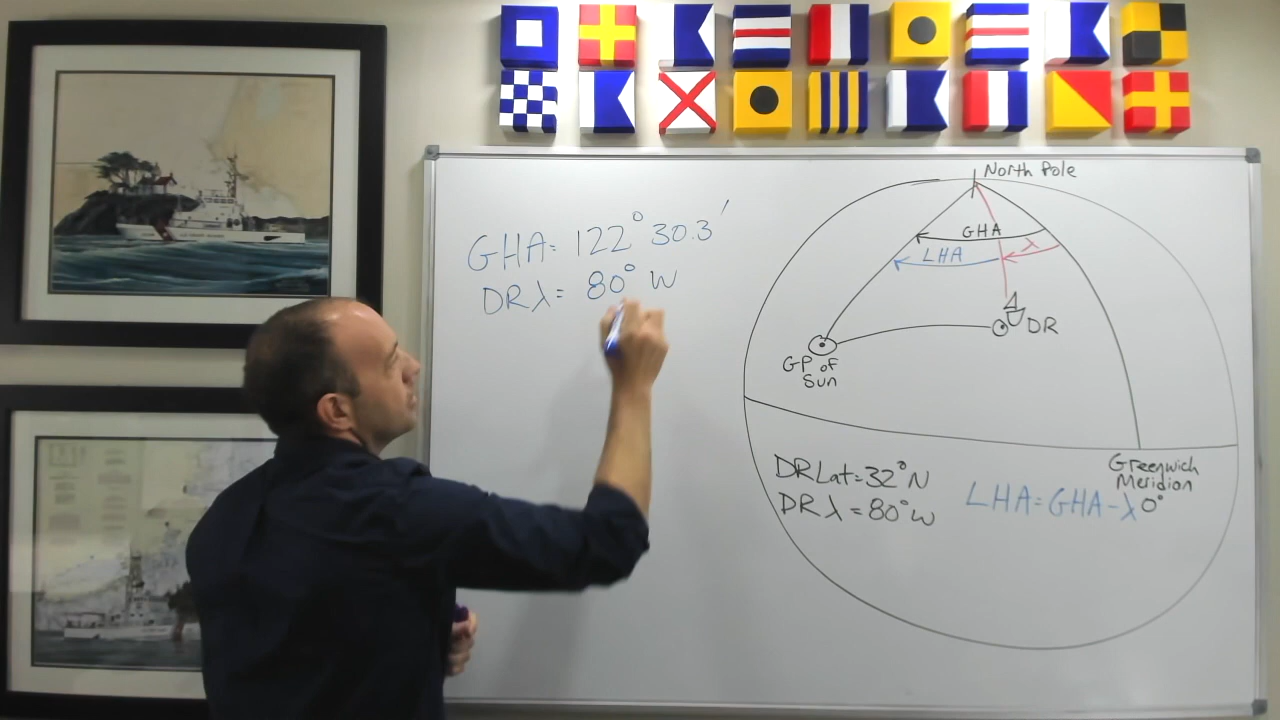 GHA= 122° 30.3′
DRλ= 80° W
North Pole
GHA
LHA
λ
DR
GP of
Sun
Greenwich
Meridian
0°
DR Lat=32°N
DR λ=80°W
LHA=GHA-λ